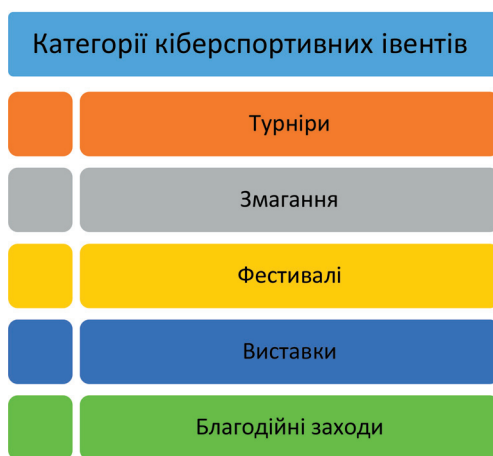 Категорії кіберспортивних івентів
Турніри
Змагання
Фестивалі
Виставки
Благодійні заходи